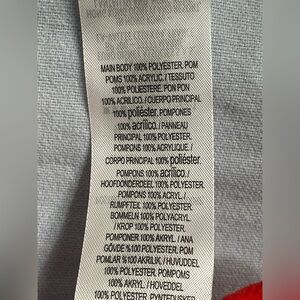 MAIN BODY 100% POLYESTER. POM
POMS 100% ACRYLIC. / TESSUTO
100% POLIESTERE. PON PON
100% ACRILICO. / CUERPO PRINCIPAL
100% poliéster. POMPONES
100% acrílico. / PANNEAU
PRINCIPAL 100% POLYESTER.
POMPONS 100% ACRYLIQUE. /
CORPO PRINCIPAL 100% poliéster.
POMPONS 100% acrílico. /
HOOFDONDERDEEL 100% POLYESTER.
POMPONS 100% ACRYL. /
RUMPFTEIL 100% POLYESTER.
BOMMELN 100% POLYACRYL.
/ KROP 100% POLYESTER.
POMPONER 100% AKRYL. / ANA
GÖVDE %100 POLYESTER. POM
POMLAR %100 AKRILIK. / HUVUDDEL
100% POLYESTER. POMPOMS
100% AKRYL. / HOVEDDEL
100% POLYESTER. PYNTEDUSKER